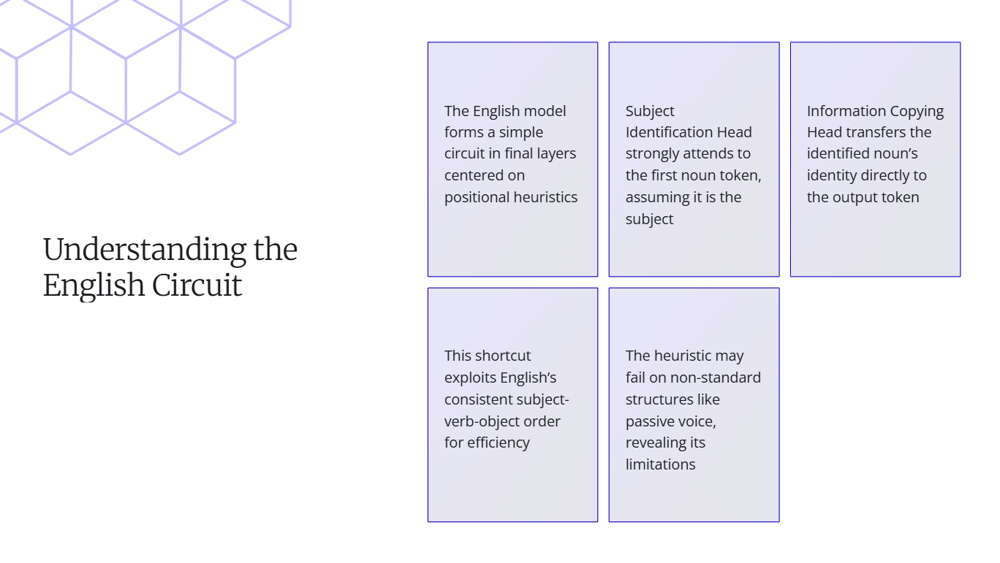 Understanding the
English Circuit
The English model
forms a simple
circuit in final layers
centered on
positional heuristics
Subject
Identification Head
strongly attends to
the first noun token,
assuming it is the
subject
Information Copying
Head transfers the
identified noun’s
identity directly to
the output token
This shortcut
exploits English’s
consistent subject-
verb-object order
for efficiency
The heuristic may
fail on non-standard
structures like
passive voice,
revealing its
limitations